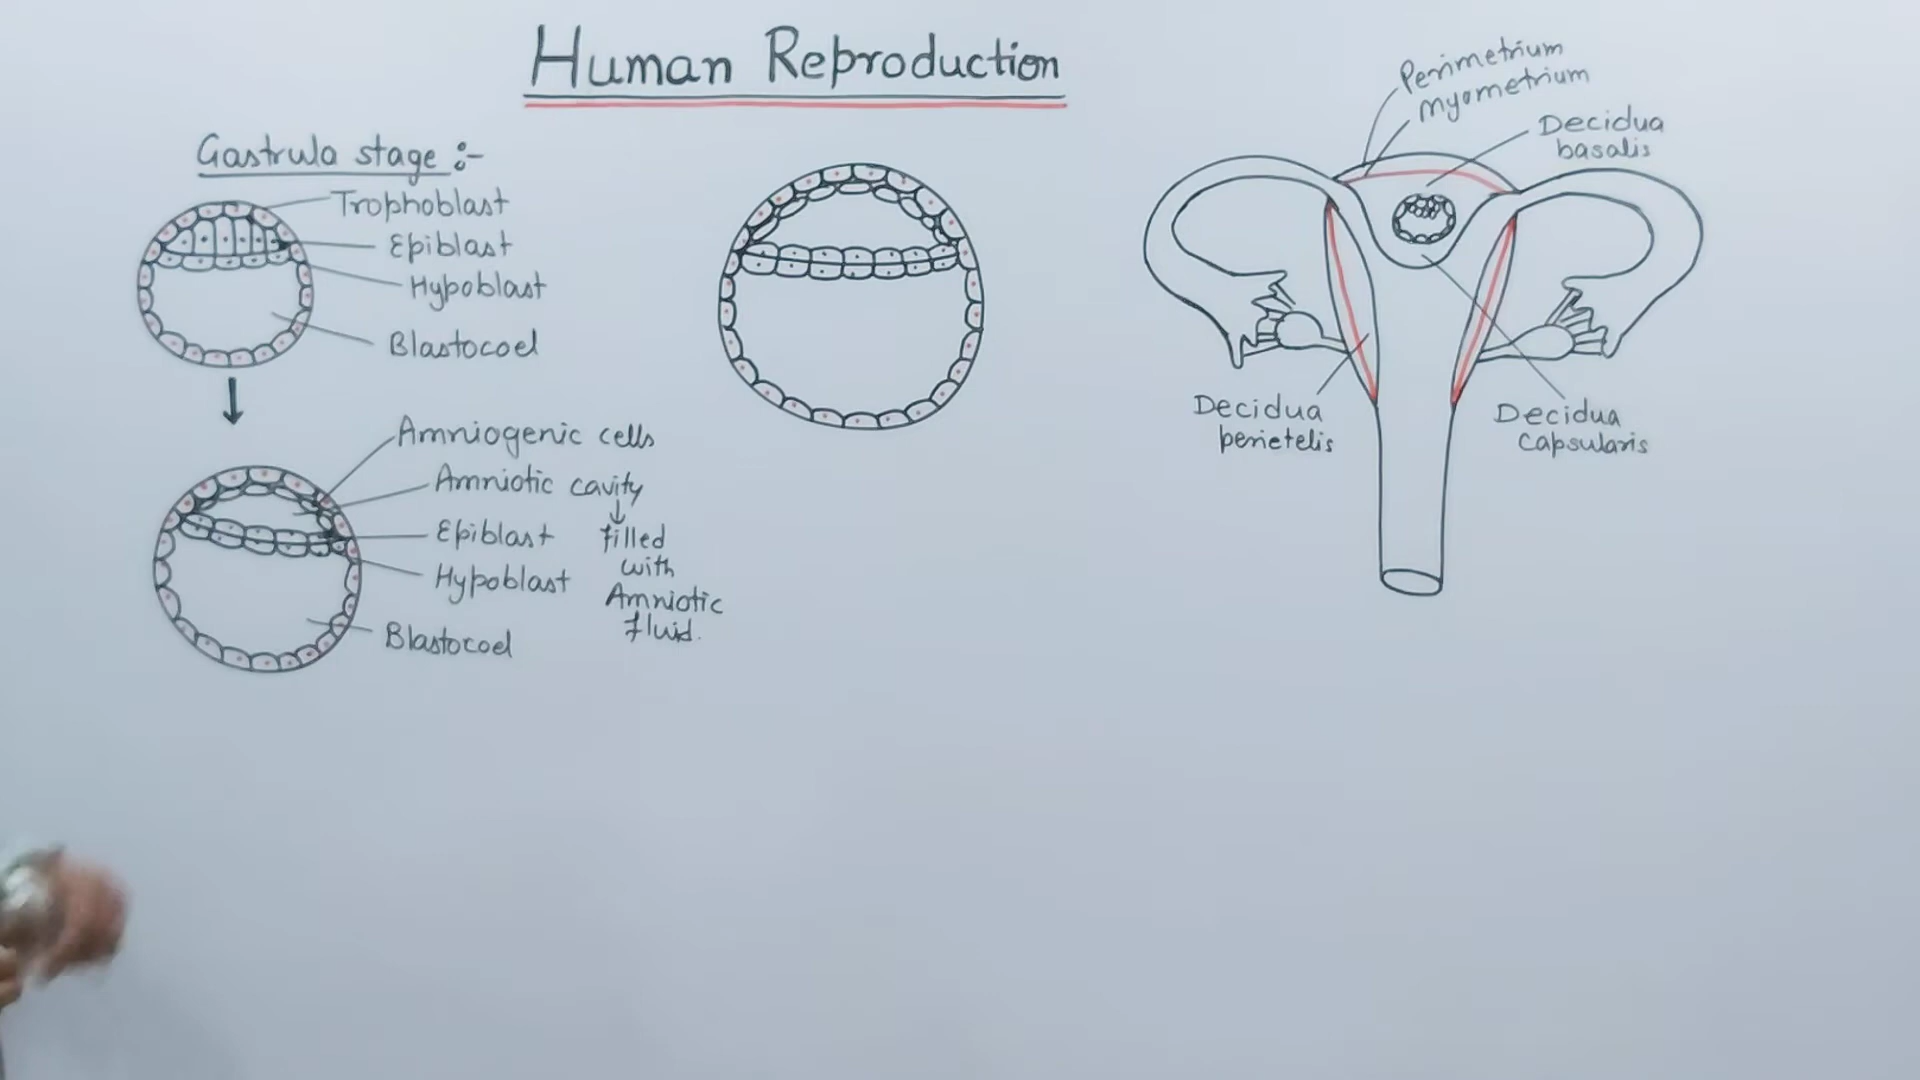 Human Reproduction
Gastrula stage :-
Trophoblast
Epiblast
Hypoblast
Blastocoel
Amniogenic cells
Amniotic cavity
↓
filled
with
Amniotic
fluid.
Epiblast
Hypoblast
Blastocoel
Perimetrium
Myometrium
Decidua
basalis
Decidua
perietelis
Decidua
capsularis